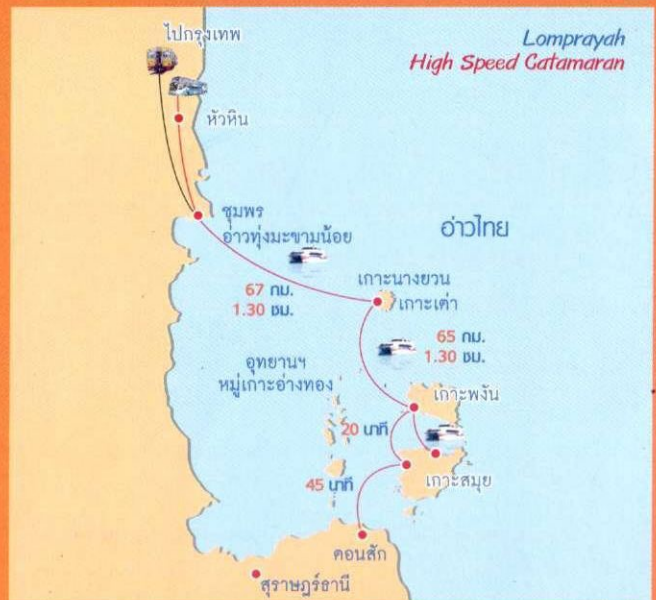 ไปกรุงเทพ
Lomprayah
High Speed Catamaran
หัวหิน
ชุมพร
อ่าวทุ่งมะขามน้อย
อ่าวไทย
67 กม.
1.30 ชม.
เกาะนางยวน
เกาะเต่า
65 กม.
1.30 ชม.
อุทยานฯ
หมู่เกาะอ่างทอง
เกาะพงัน
20 นาที
เกาะสมุย
45 นาที
ดอนสัก
สุราษฎร์ธานี